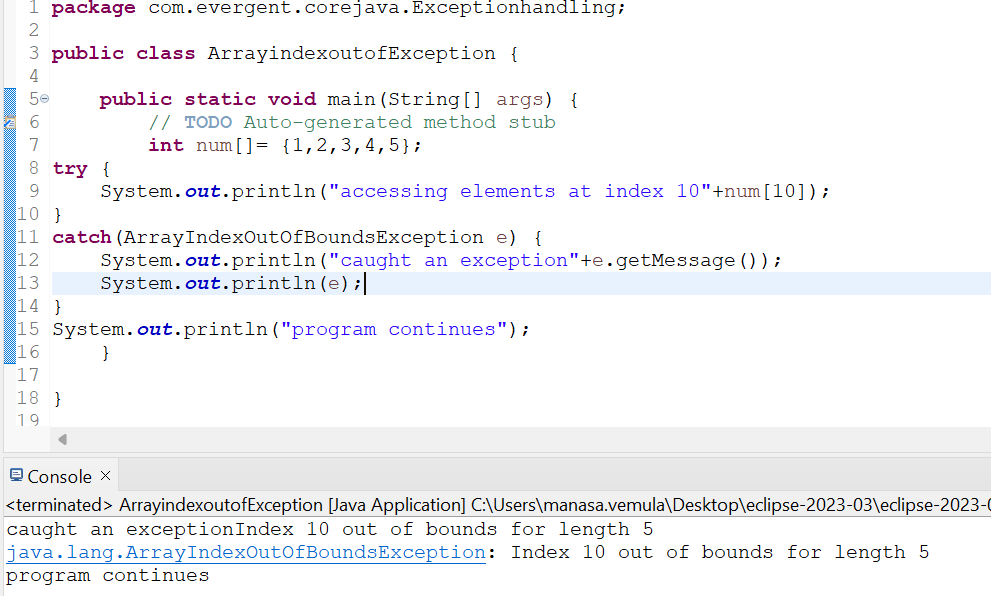 1 package com.evergent.corejava.Exceptionhandling;
2
3 public class ArrayindexoutofException {
4
5 public static void main(String[] args) {
6 // TODO Auto-generated method stub
7 int num[]= {1,2,3,4,5};
8 try {
9 System.out.println("accessing elements at index 10"+num[10]);
10 }
11 catch(ArrayIndexOutOfBoundsException e) {
12 System.out.println("caught an exception"+e.getMessage());
13 System.out.println(e);
14 }
15 System.out.println("program continues");
16 }
17
18 }
19
Console
<terminated> ArrayindexoutofException [Java Application] C:\Users\manasa.vemula\Desktop\eclipse-2023-03\eclipse-2023-0
caught an exceptionIndex 10 out of bounds for length 5
java.lang.ArrayIndexOutOfBoundsException: Index 10 out of bounds for length 5
program continues